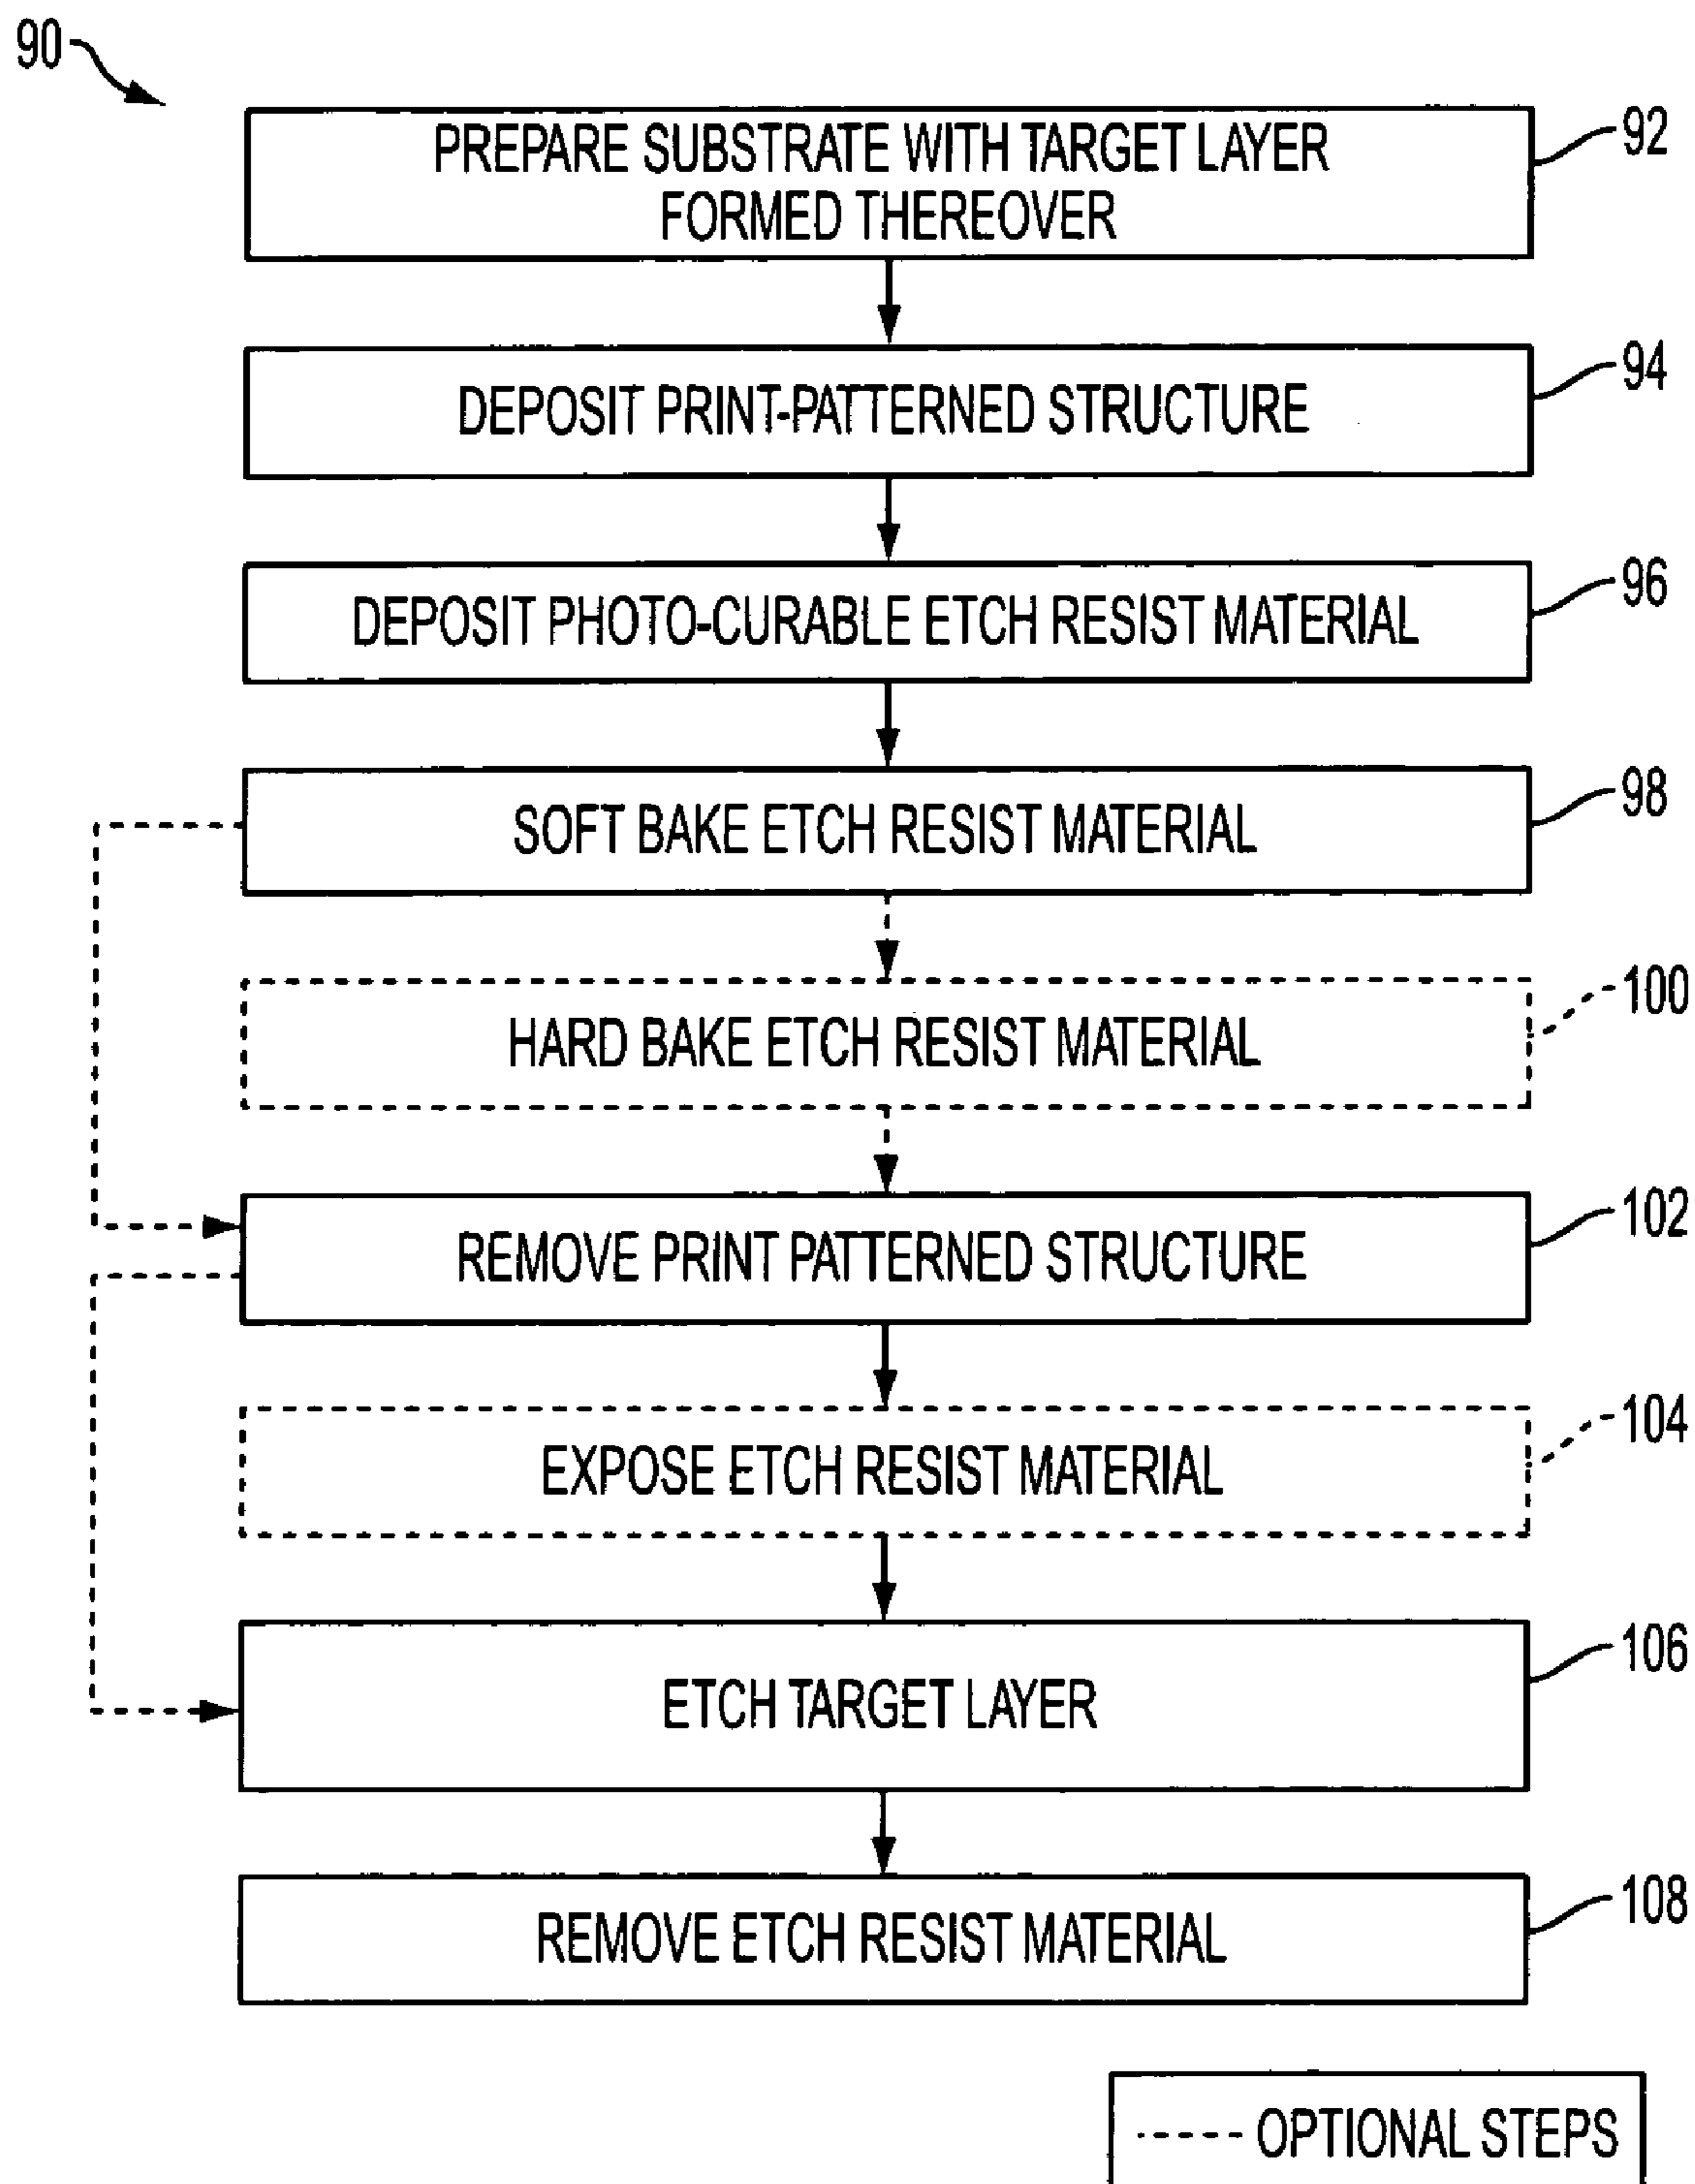 90
PREPARE SUBSTRATE WITH TARGET LAYER
FORMED THEREOVER
92
DEPOSIT PRINT-PATTERNED STRUCTURE
94
DEPOSIT PHOTO-CURABLE ETCH RESIST MATERIAL
96
SOFT BAKE ETCH RESIST MATERIAL
98
HARD BAKE ETCH RESIST MATERIAL
100
REMOVE PRINT PATTERNED STRUCTURE
102
EXPOSE ETCH RESIST MATERIAL
104
ETCH TARGET LAYER
106
REMOVE ETCH RESIST MATERIAL
108
OPTIONAL STEPS